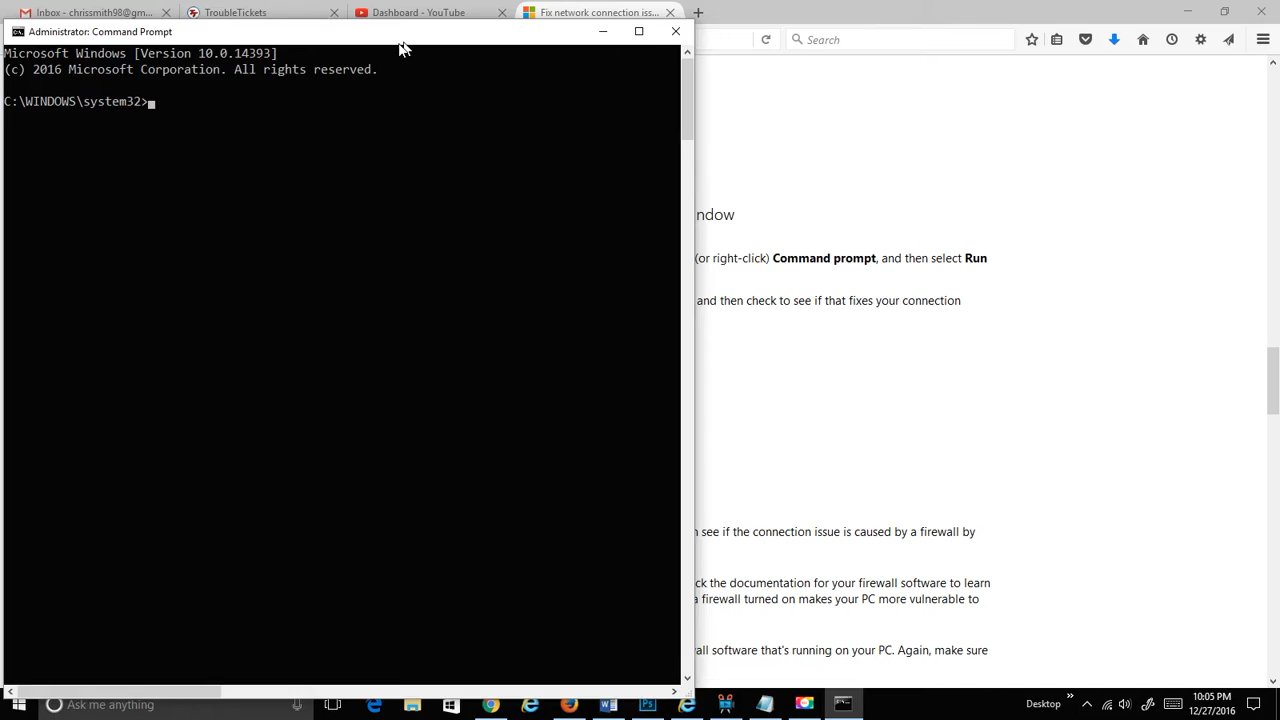 Inbox - chrissmith98@gm...
TroubleTickets
Dashboard - YouTube
Fix network connection iss...
Administrator: Command Prompt
Search
Microsoft Windows [Version 10.0.14393]
(c) 2016 Microsoft Corporation. All rights reserved.
C:\WINDOWS\system32>
ndow
(or right-click) Command prompt, and then select Run
and then check to see if that fixes your connection
see if the connection issue is caused by a firewall by
ck the documentation for your firewall software to learn
a firewall turned on makes your PC more vulnerable to
all software that's running on your PC. Again, make sure
Ask me anything
Desktop
10:05 PM
12/27/2016